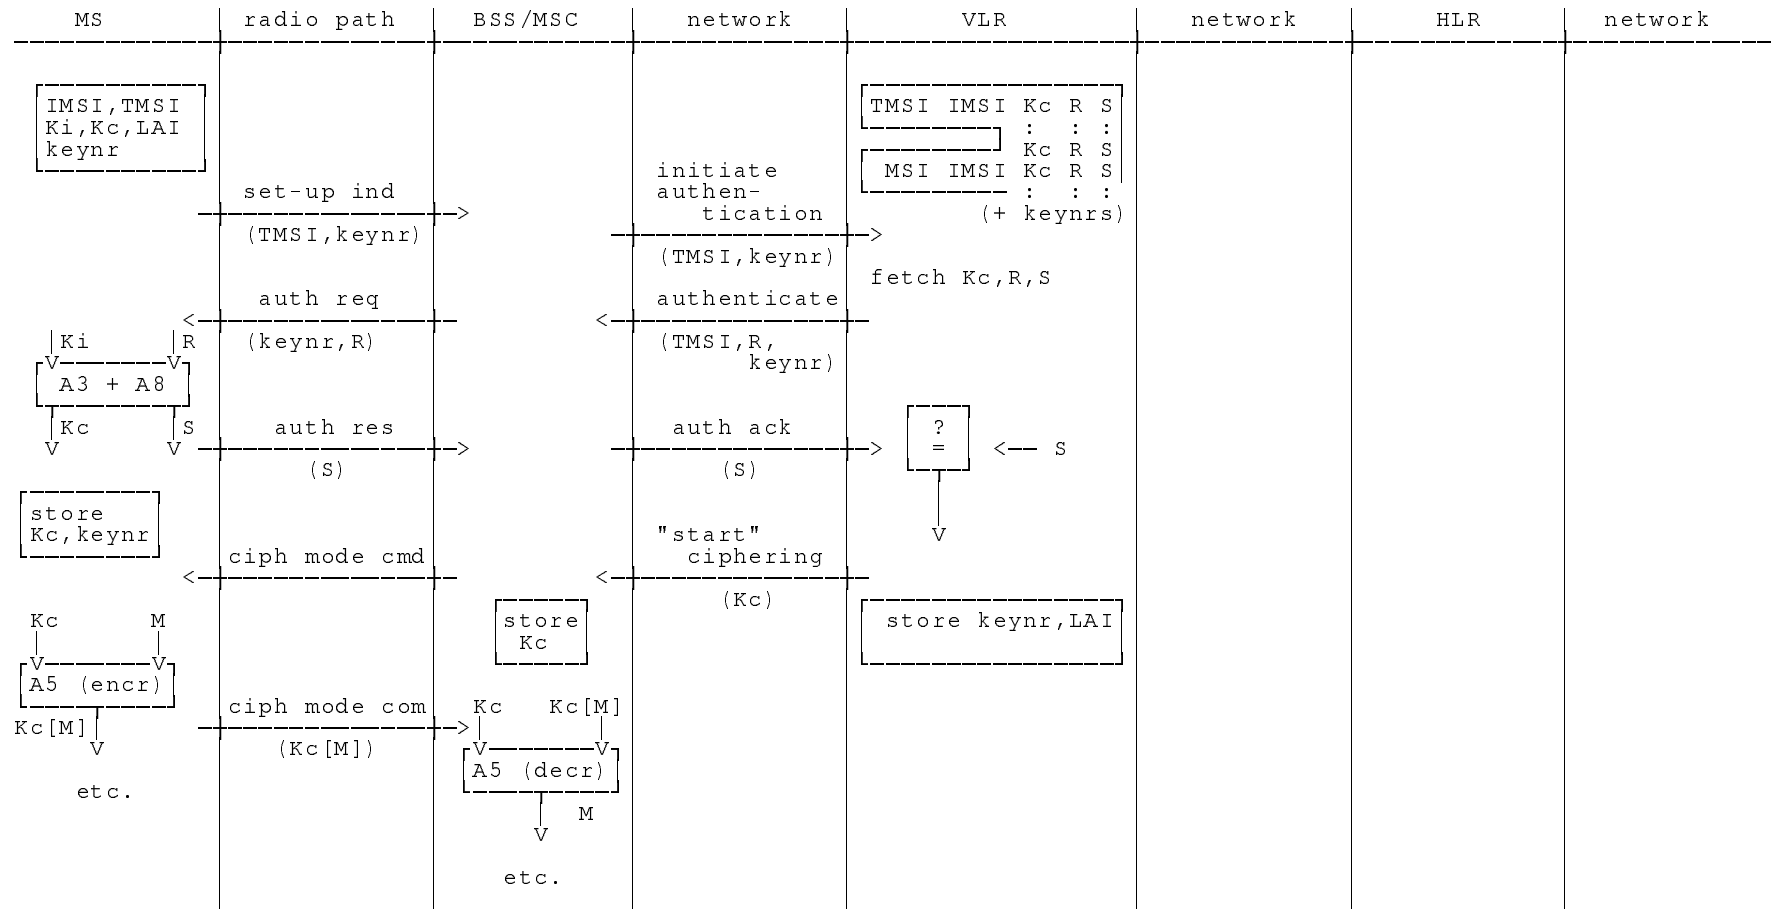 MS radio path BSS/MSC network VLR network HLR network
IMSI,TMSI TMSI IMSI Kc R S
Ki,Kc,LAI : : :
keynr Kc R S
initiate MSI IMSI Kc R S
set-up ind authen- : : :
tication (+ keynrs)
(TMSI,keynr)
(TMSI,keynr)
fetch Kc,R,S
auth req authenticate
Ki R (keynr,R) (TMSI,R,
keynr)
A3 + A8
Kc S auth res auth ack ?
= <-- S
(S) (S)
store
Kc,keynr "start"
ciph mode cmd ciphering
(Kc)
Kc M store store keynr,LAI
Kc
A5 (encr)
ciph mode com Kc Kc[M]
Kc[M]
(Kc[M])
A5 (decr)
etc.
M
etc.